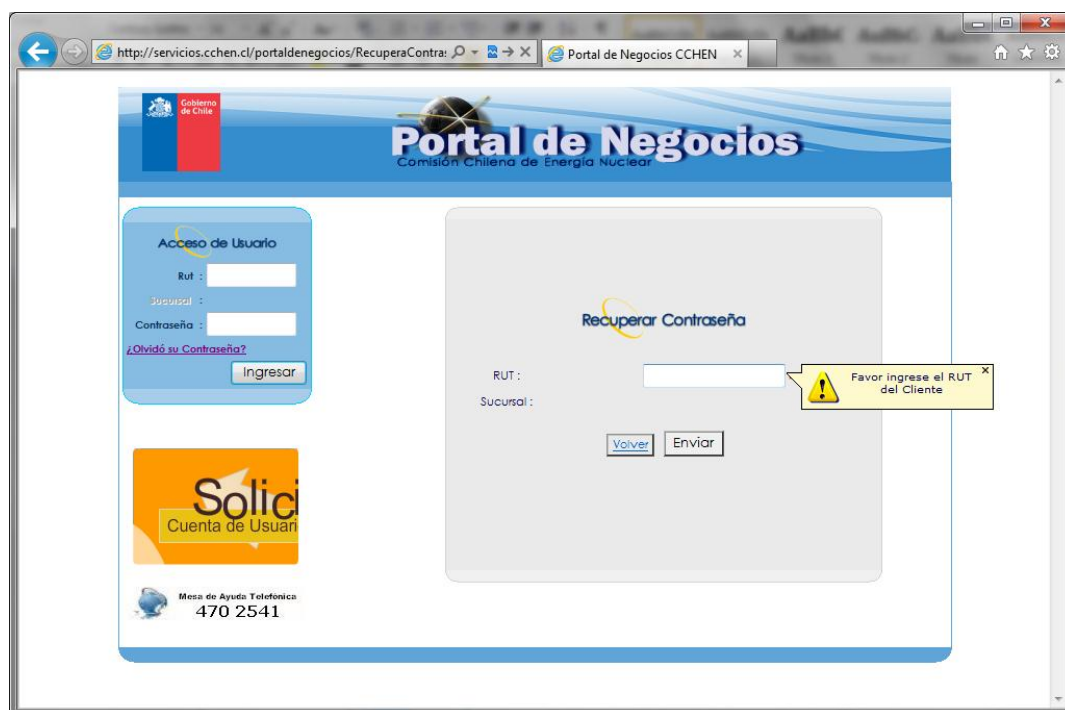 http://servicios.cchen.cl/portaldenegocios/RecuperaContra:
Portal de Negocios CCHEN
Gobierno
de Chile
Portal de Negocios
Comisión Chilena de Energía Nuclear
Acceso de Usuario
Rut :
Sucursal :
Contraseña :
¿Olvidó su Contraseña?
Ingresar
Recuperar Contraseña
RUT :
Favor ingrese el RUT
del Cliente
Sucursal :
Volver
Enviar
Solici
Cuenta de Usuari
Mesa de Ayuda Telefónica
470 2541